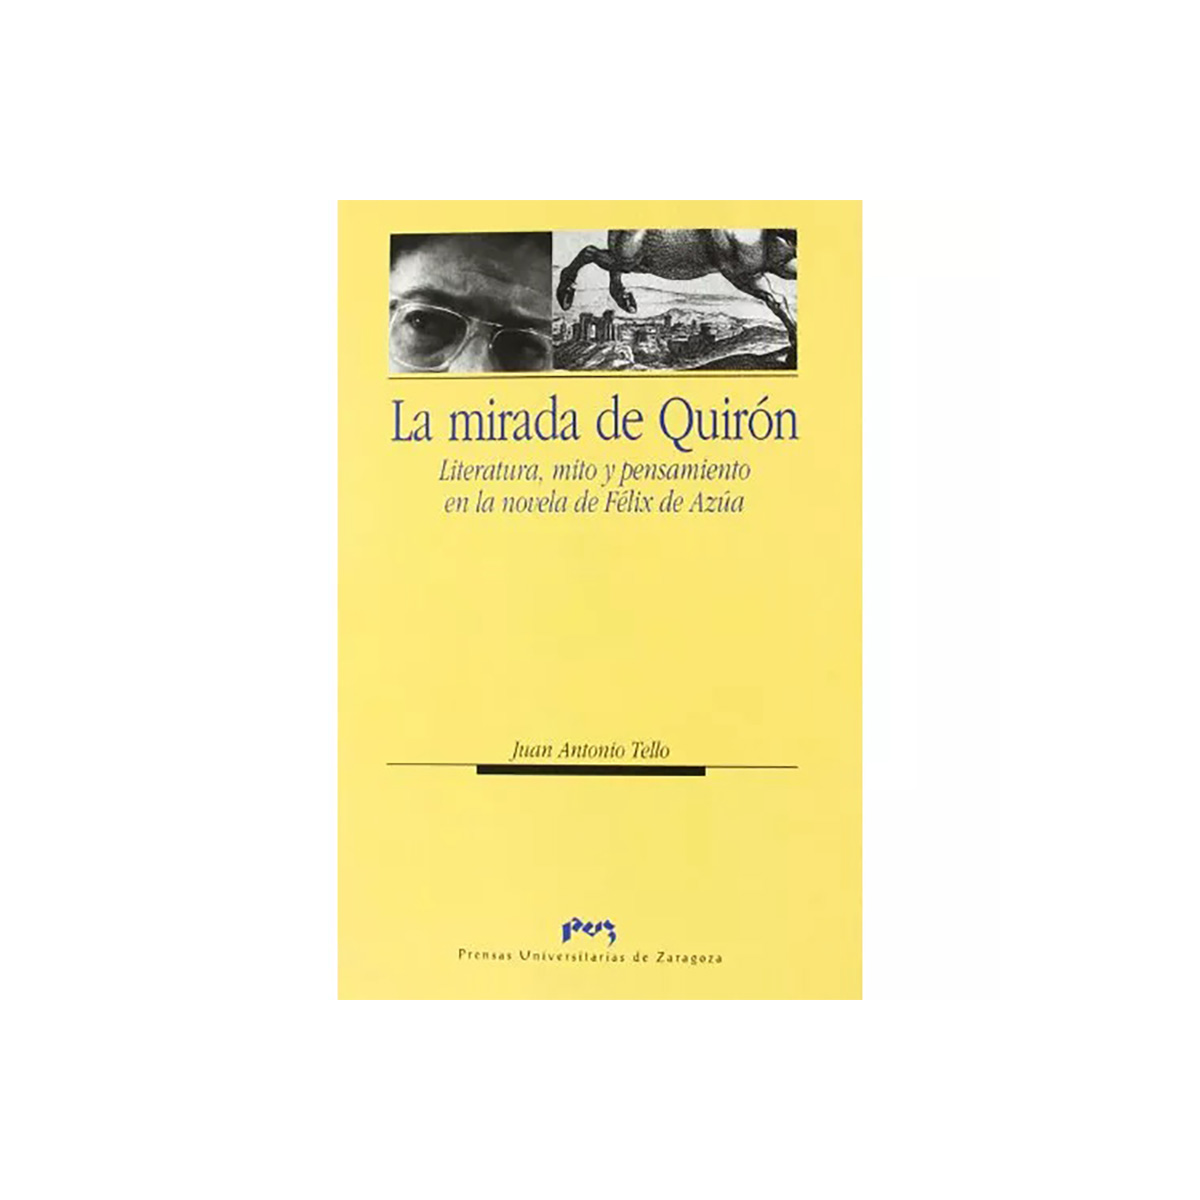 La mirada de Quirón
Literatura, mito y pensamiento
en la novela de Félix de Azúa
Juan Antonio Tello
puz
Prensas Universitarias de Zaragoza